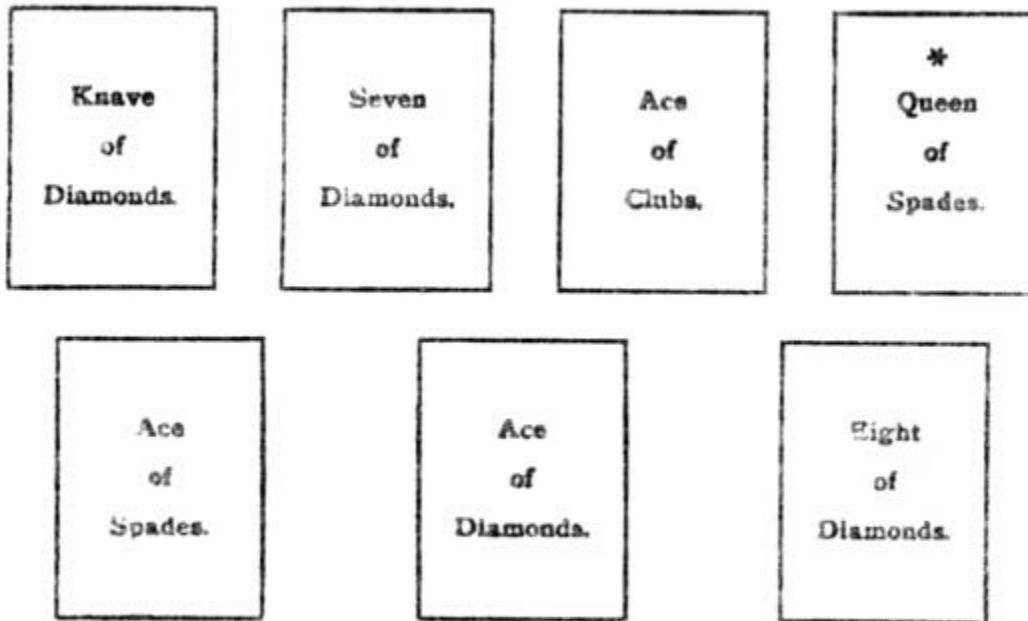 Knave
of
Diamonds.
Seven
of
Diamonds.
Ace
of
Clubs.
*
Queen
of
Spades.
Ace
of
Spades.
Ace
of
Diamonds.
Eight
of
Diamonds.